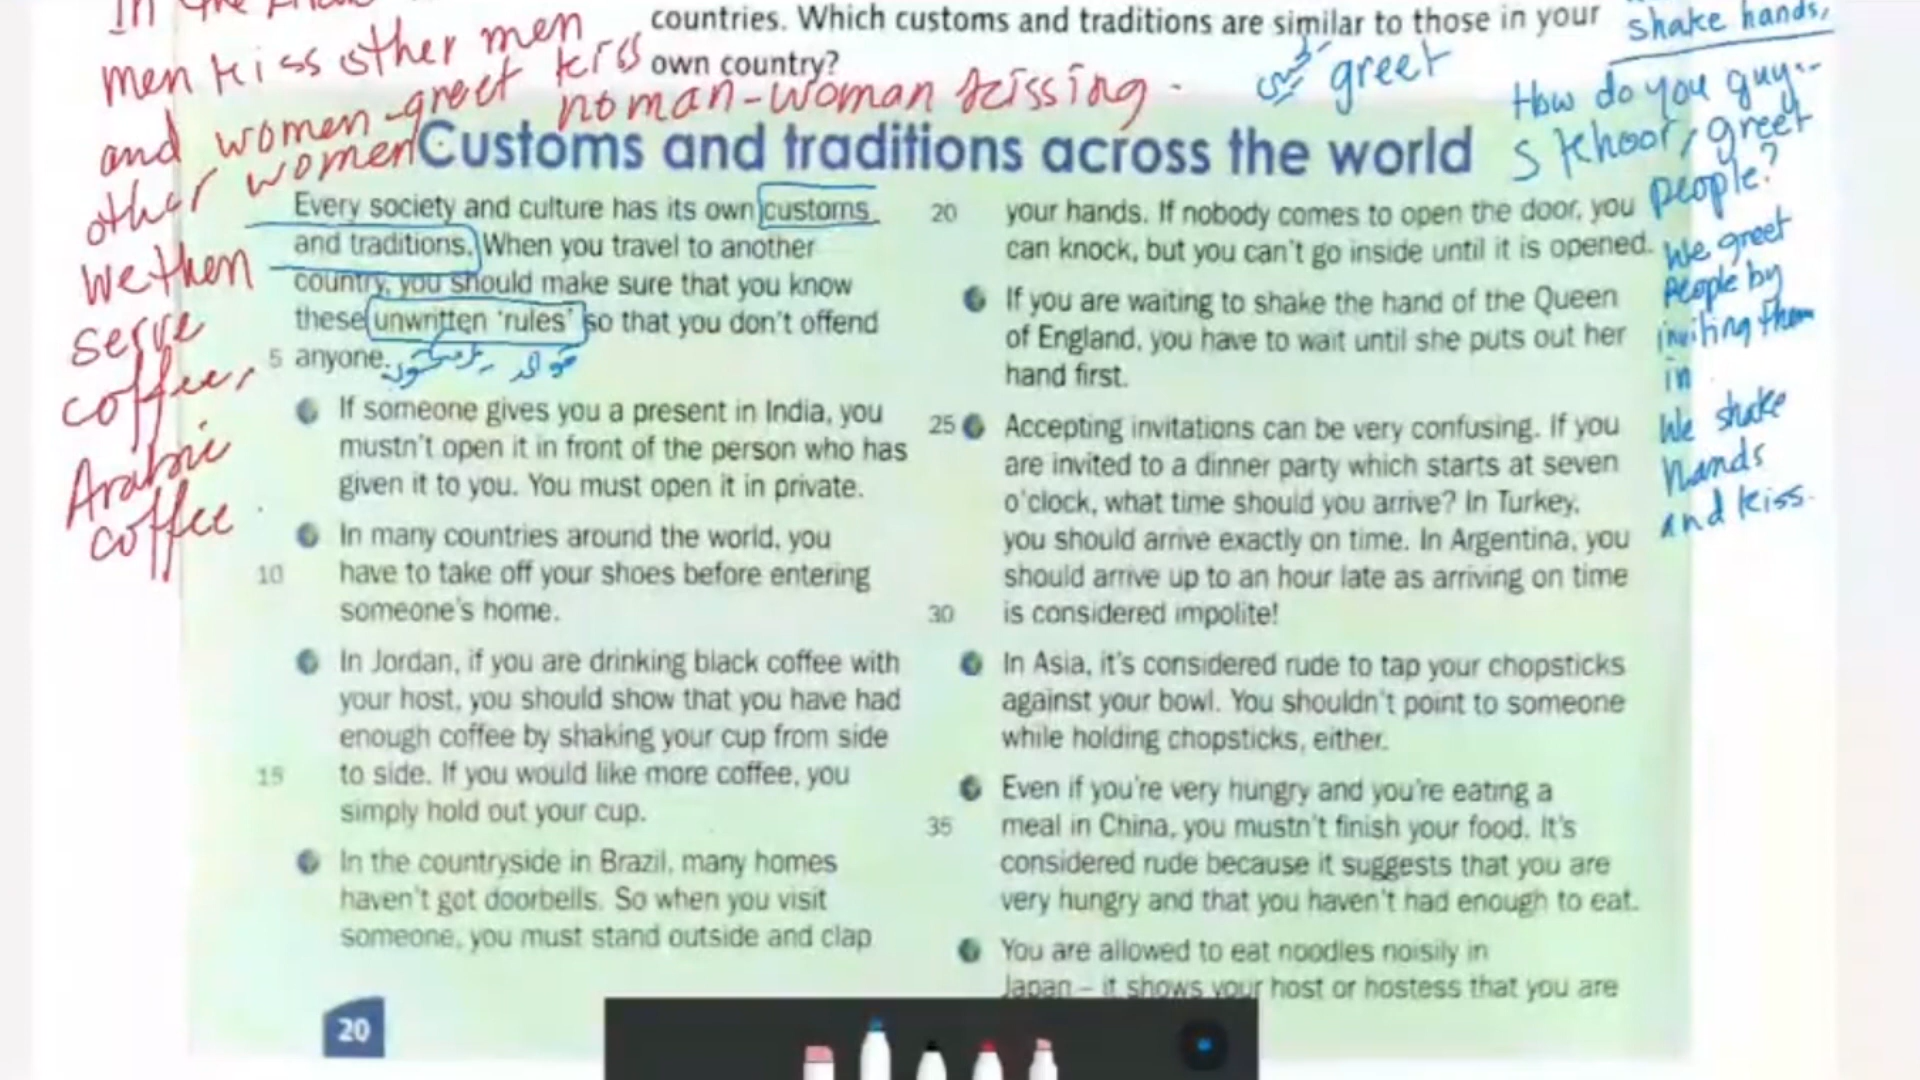 countries. Which customs and traditions are similar to those in your
own country?
men kiss other men
and women greet kiss
other women
no man-woman kissing.
We then
serve
coffee,
Arabic
coffee
greet
shake hands,
How do you guys
greet
people?
We greet
people by
inviting them
in
We shake
hands
and kiss.
Customs and traditions across the world
Every society and culture has its own customs
and traditions. When you travel to another
country, you should make sure that you know
these unwritten 'rules' so that you don't offend
5 anyone.
If someone gives you a present in India, you
mustn't open it in front of the person who has
given it to you. You must open it in private.
In many countries around the world, you
10 have to take off your shoes before entering
someone's home.
In Jordan, if you are drinking black coffee with
your host, you should show that you have had
enough coffee by shaking your cup from side
15 to side. If you would like more coffee, you
simply hold out your cup.
In the countryside in Brazil, many homes
haven't got doorbells. So when you visit
someone, you must stand outside and clap
20 your hands. If nobody comes to open the door, you
can knock, but you can't go inside until it is opened.
If you are waiting to shake the hand of the Queen
of England, you have to wait until she puts out her
hand first.
25 Accepting invitations can be very confusing. If you
are invited to a dinner party which starts at seven
o'clock, what time should you arrive? In Turkey,
you should arrive exactly on time. In Argentina, you
should arrive up to an hour late as arriving on time
30 is considered impolite!
In Asia, it's considered rude to tap your chopsticks
against your bowl. You shouldn't point to someone
while holding chopsticks, either.
Even if you're very hungry and you're eating a
35 meal in China, you mustn't finish your food. It's
considered rude because it suggests that you are
very hungry and that you haven't had enough to eat.
You are allowed to eat noodles noisily in
Japan – it shows your host or hostess that you are
20